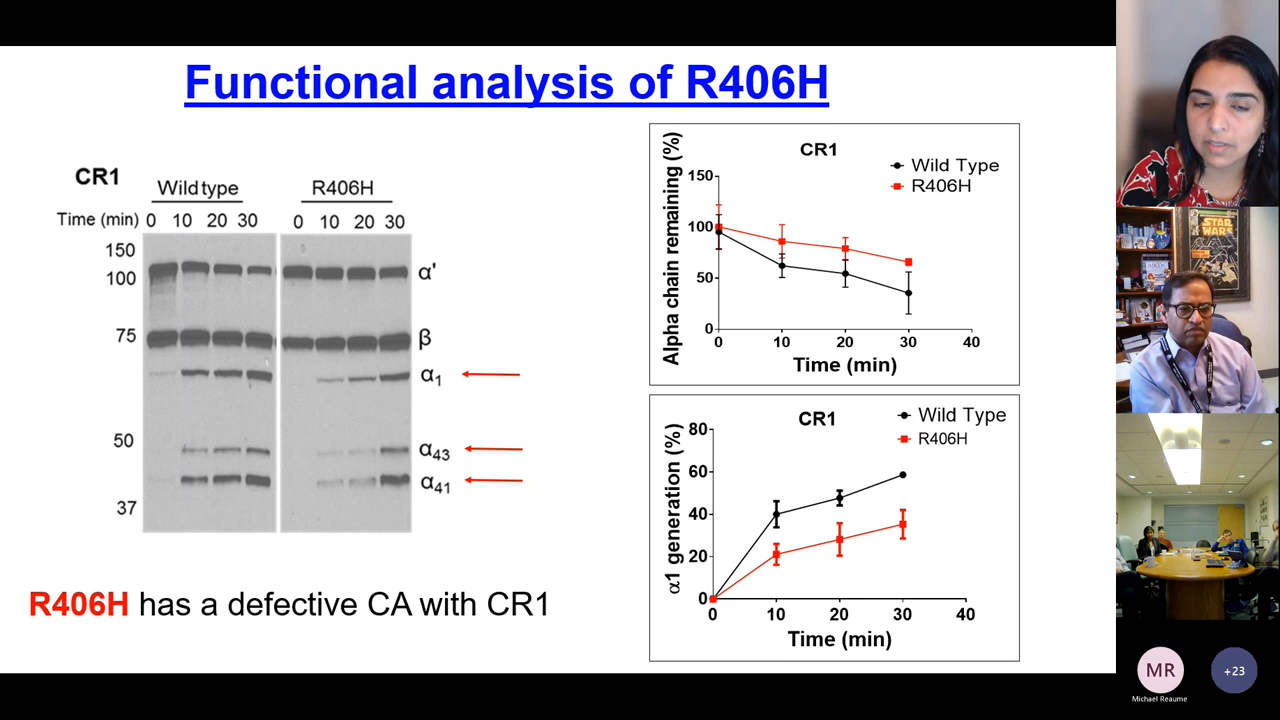 Functional analysis of R406H
CR1
Wild type
R406H
Time (min) 0 10 20 30 0 10 20 30
150
100
75
50
37
α'
β
α1
α43
α41
R406H has a defective CA with CR1
CR1
Wild Type
R406H
Alpha chain remaining (%)
150
100
50
0
0 10 20 30 40
Time (min)
CR1
Wild Type
R406H
α1 generation (%)
80
60
40
20
0
0 10 20 30 40
Time (min)
STAR
WARS
MR
+23
Michael Reaume